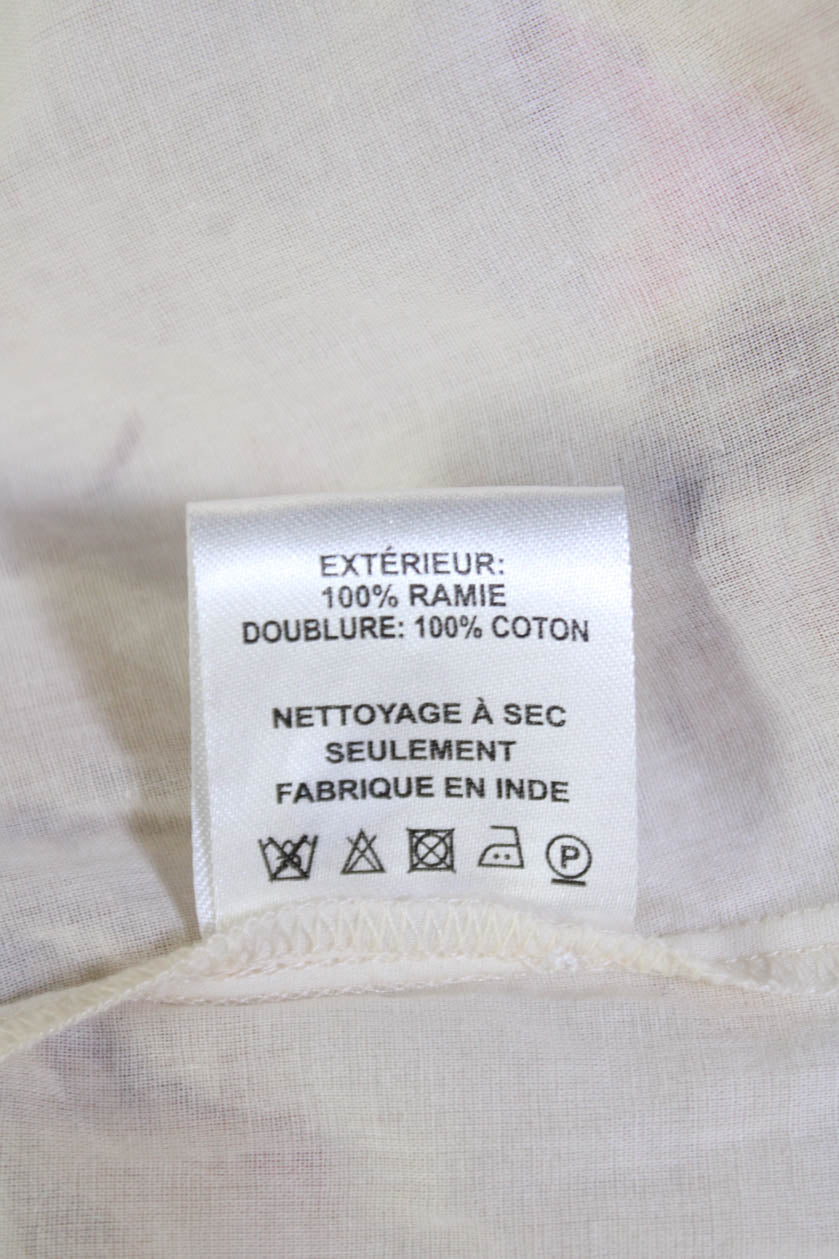 EXTÉRIEUR:
100% RAMIE
DOUBLURE: 100% COTON
NETTOYAGE À SEC
SEULEMENT
FABRIQUE EN INDE
P